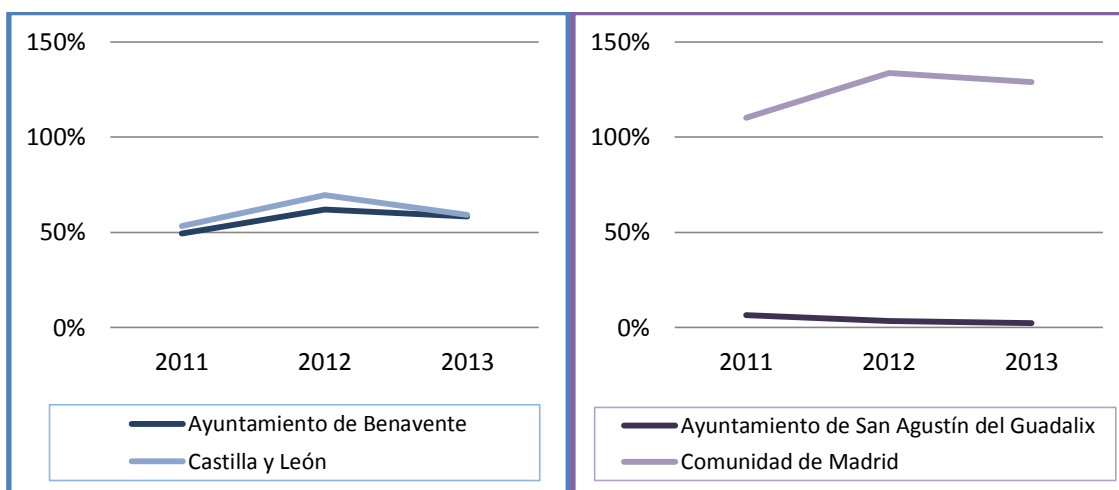 150%
100%
50%
0%
2011 2012 2013
Ayuntamiento de Benavente
Castilla y León
150%
100%
50%
0%
2011 2012 2013
Ayuntamiento de San Agustín del Guadalix
Comunidad de Madrid